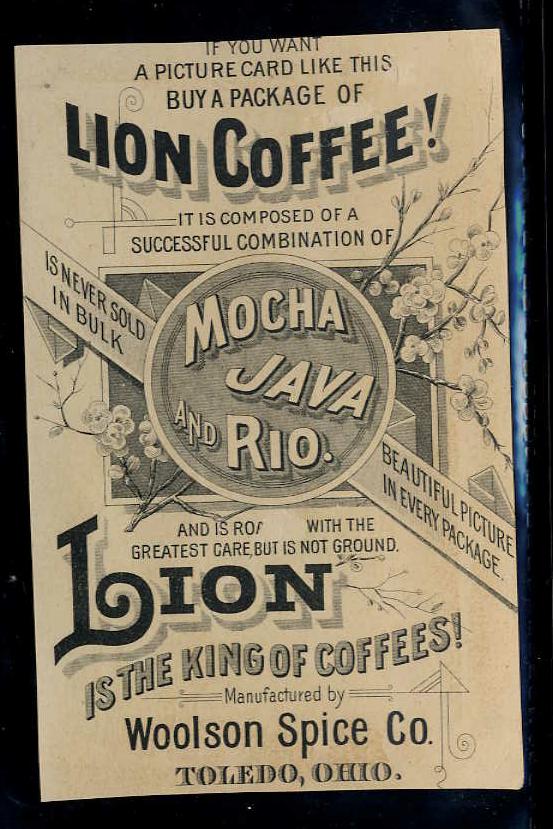 IF YOU WANT
A PICTURE CARD LIKE THIS
BUY A PACKAGE OF
LION COFFEE!
IT IS COMPOSED OF A
SUCCESSFUL COMBINATION OF
IS NEVER SOLD
IN BULK
MOCHA
JAVA
AND RIO.
BEAUTIFUL PICTURE
IN EVERY PACKAGE.
AND IS WITH THE
GREATEST CARE, BUT IS NOT GROUND.
LION
IS THE KING OF COFFEES!
Manufactured by
Woolson Spice Co.
TOLEDO, OHIO.